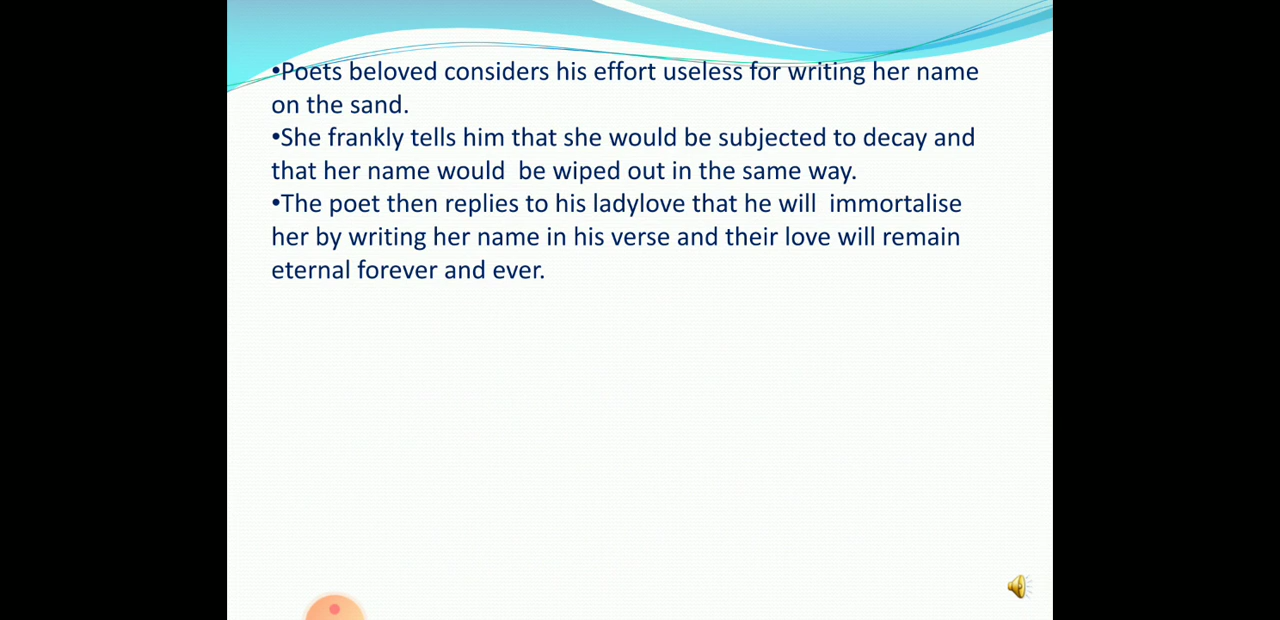 •Poets beloved considers his effort useless for writing her name
on the sand.
•She frankly tells him that she would be subjected to decay and
that her name would  be wiped out in the same way.
•The poet then replies to his ladylove that he will  immortalise
her by writing her name in his verse and their love will remain
eternal forever and ever.